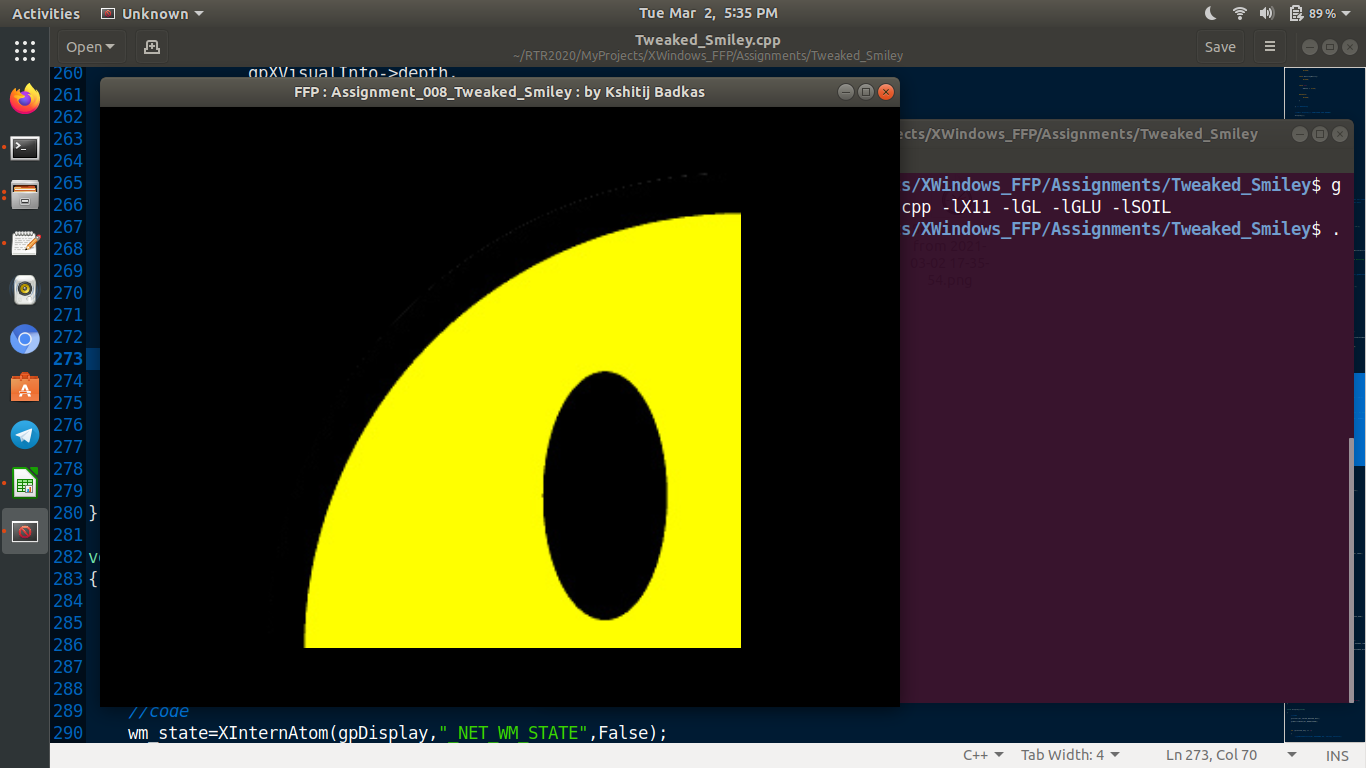 Activities
Unknown
Tue Mar 2, 5:35 PM
89 %
Open
Tweaked_Smiley.cpp
~/RTR2020/MyProjects/XWindows_FFP/Assignments/Tweaked_Smiley
Save
260 gpXVisualInfo->depth,
FFP : Assignment_008_Tweaked_Smiley : by Kshitij Badkas
261
262
263
ects/XWindows_FFP/Assignments/Tweaked_Smiley
264
265
s/XWindows_FFP/Assignments/Tweaked_Smiley$ g
266
cpp -lX11 -lGL -lGLU -lSOIL
267
s/XWindows_FFP/Assignments/Tweaked_Smiley$ .
268
269
270
271
272
273
274
275
276
277
278
279
280 }
281
282 v
283 {
284
285
286
287
288
289 //code
290 wm_state=XInternAtom(gpDisplay,"_NET_WM_STATE",False);
C++
Tab Width: 4
Ln 273, Col 70
INS